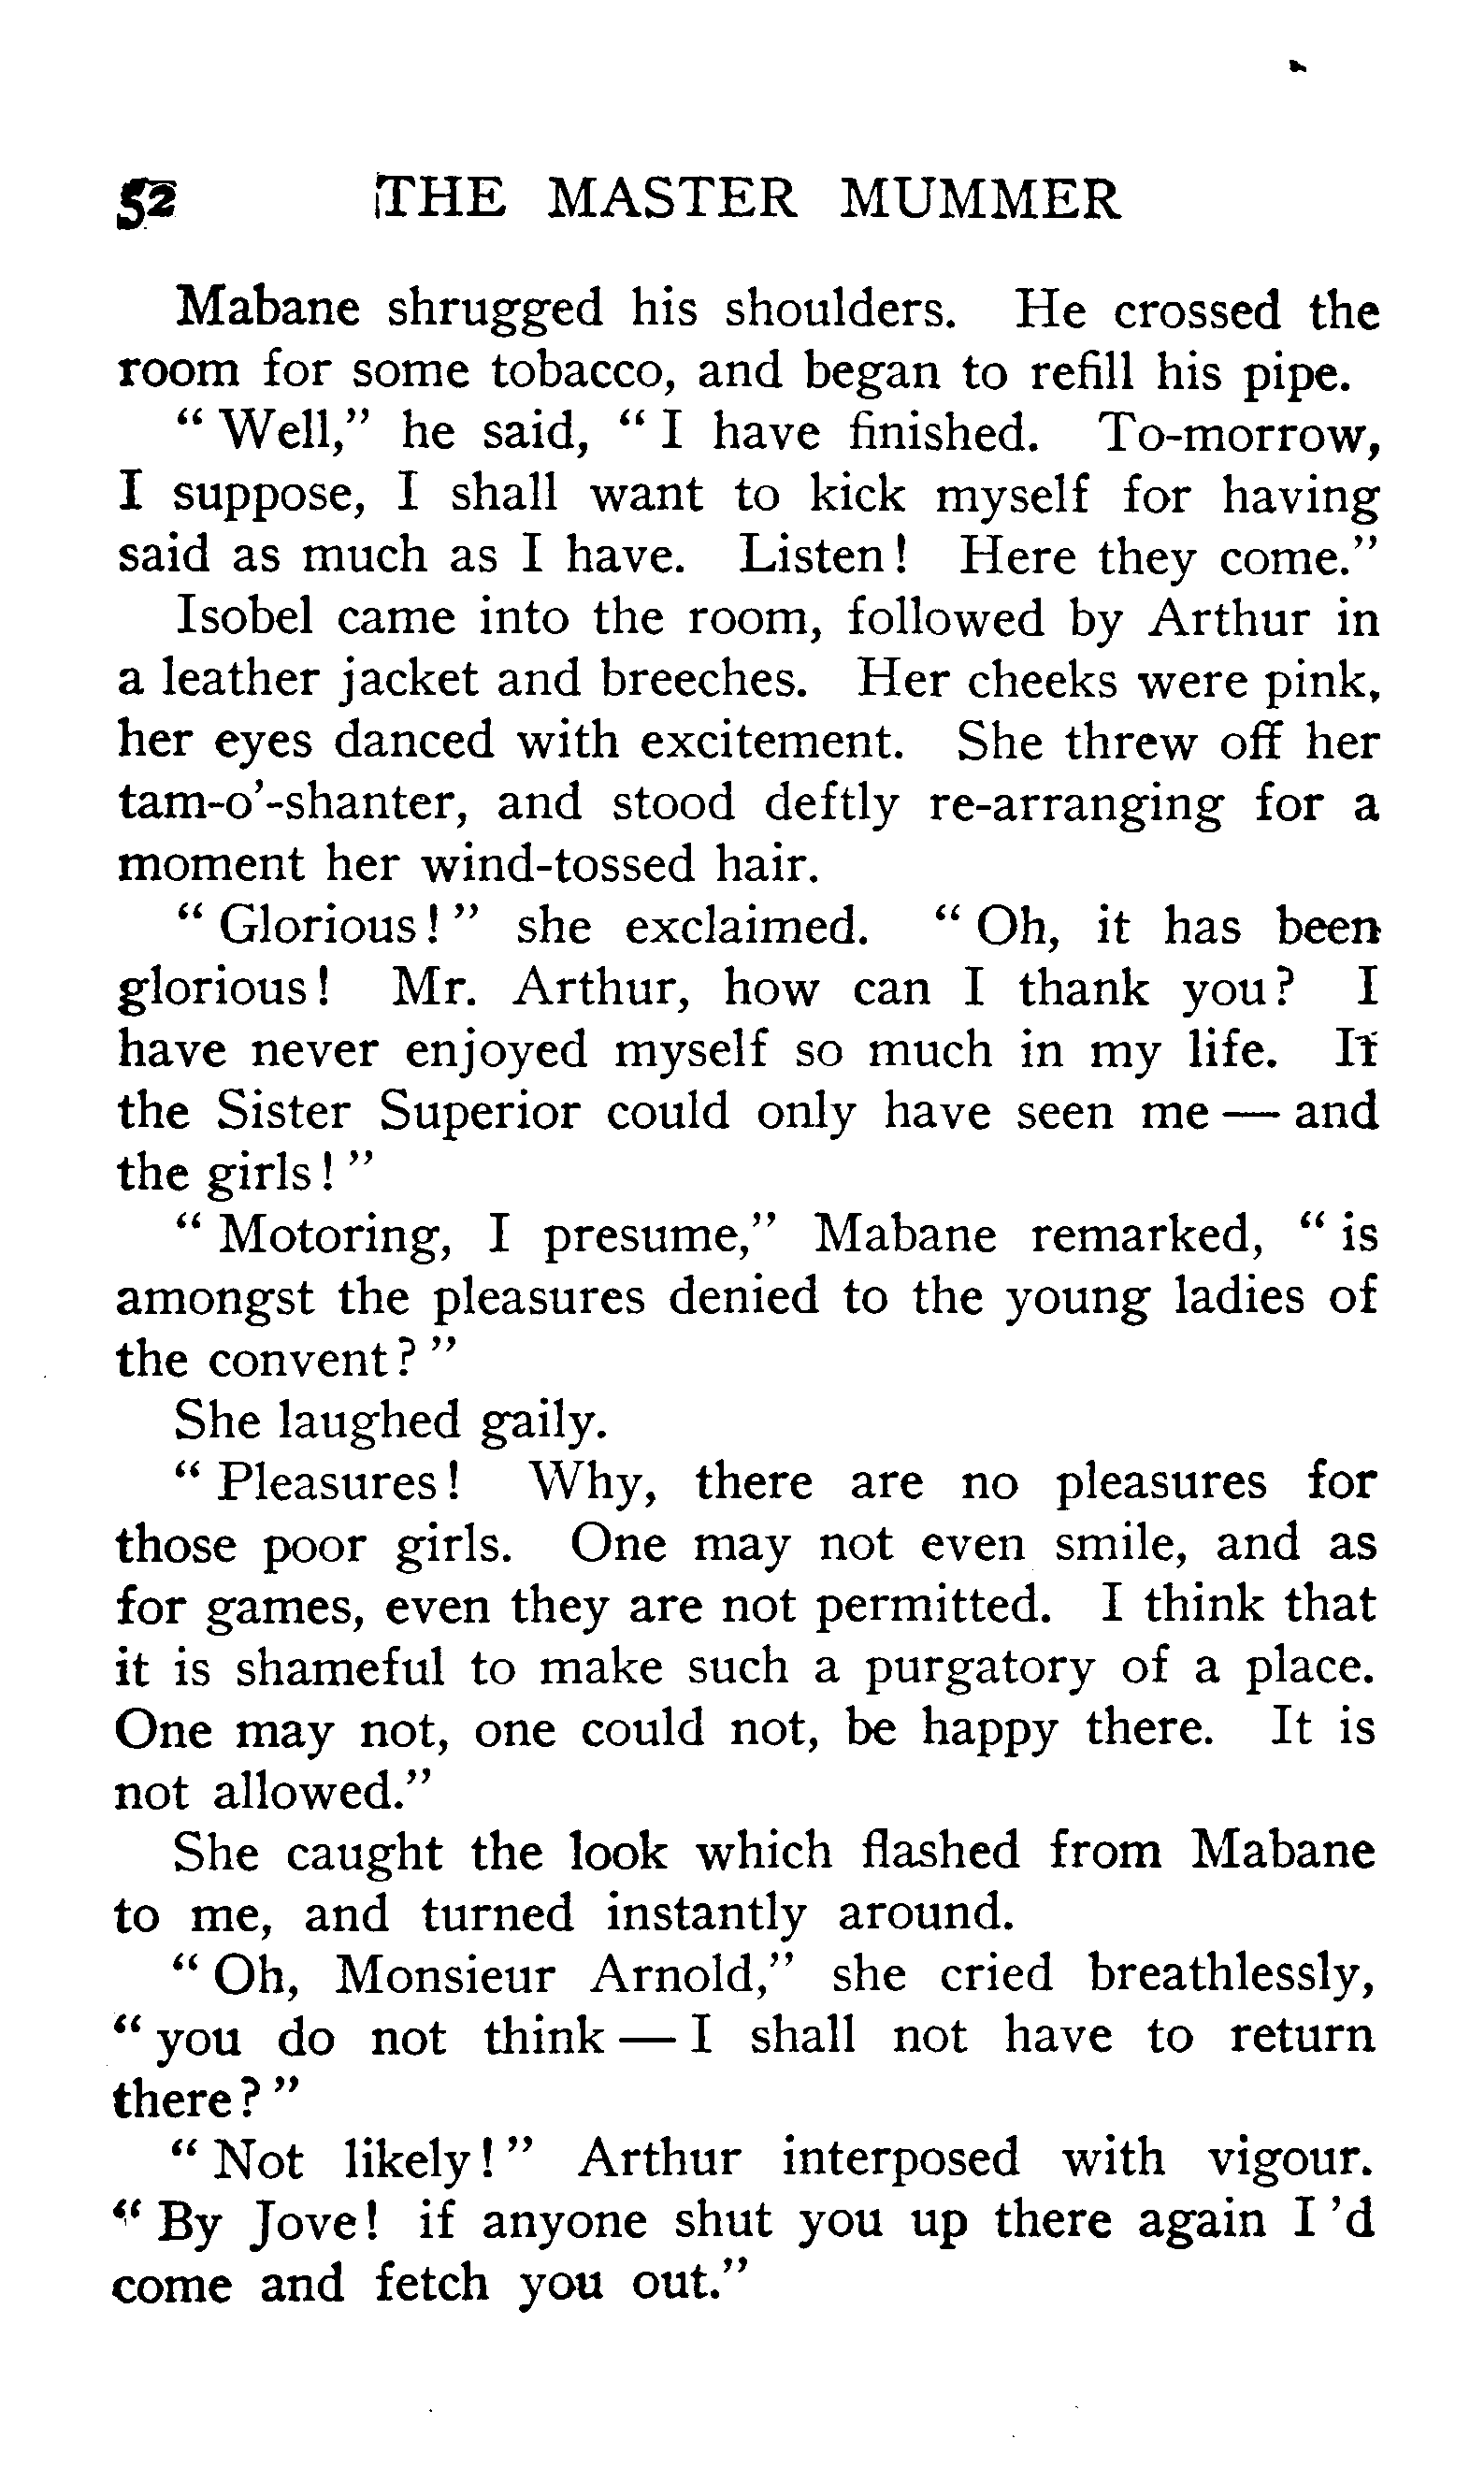 52 THE MASTER MUMMER
Mabane shrugged his shoulders. He crossed the
room for some tobacco, and began to refill his pipe.
"Well," he said, "I have finished. To-morrow,
I suppose, I shall want to kick myself for having
said as much as I have. Listen! Here they come."
Isobel came into the room, followed by Arthur in
a leather jacket and breeches. Her cheeks were pink,
her eyes danced with excitement. She threw off her
tam-o'-shanter, and stood deftly re-arranging for a
moment her wind-tossed hair.
"Glorious!" she exclaimed. "Oh, it has been
glorious! Mr. Arthur, how can I thank you? I
have never enjoyed myself so much in my life. If
the Sister Superior could only have seen me — and
the girls!"
"Motoring, I presume," Mabane remarked, "is
amongst the pleasures denied to the young ladies of
the convent?"
She laughed gaily.
"Pleasures! Why, there are no pleasures for
those poor girls. One may not even smile, and as
for games, even they are not permitted. I think that
it is shameful to make such a purgatory of a place.
One may not, one could not, be happy there. It is
not allowed."
She caught the look which flashed from Mabane
to me, and turned instantly around.
"Oh, Monsieur Arnold," she cried breathlessly,
"you do not think — I shall not have to return
there?"
"Not likely!" Arthur interposed with vigour.
"By Jove! if anyone shut you up there again I'd
come and fetch you out."